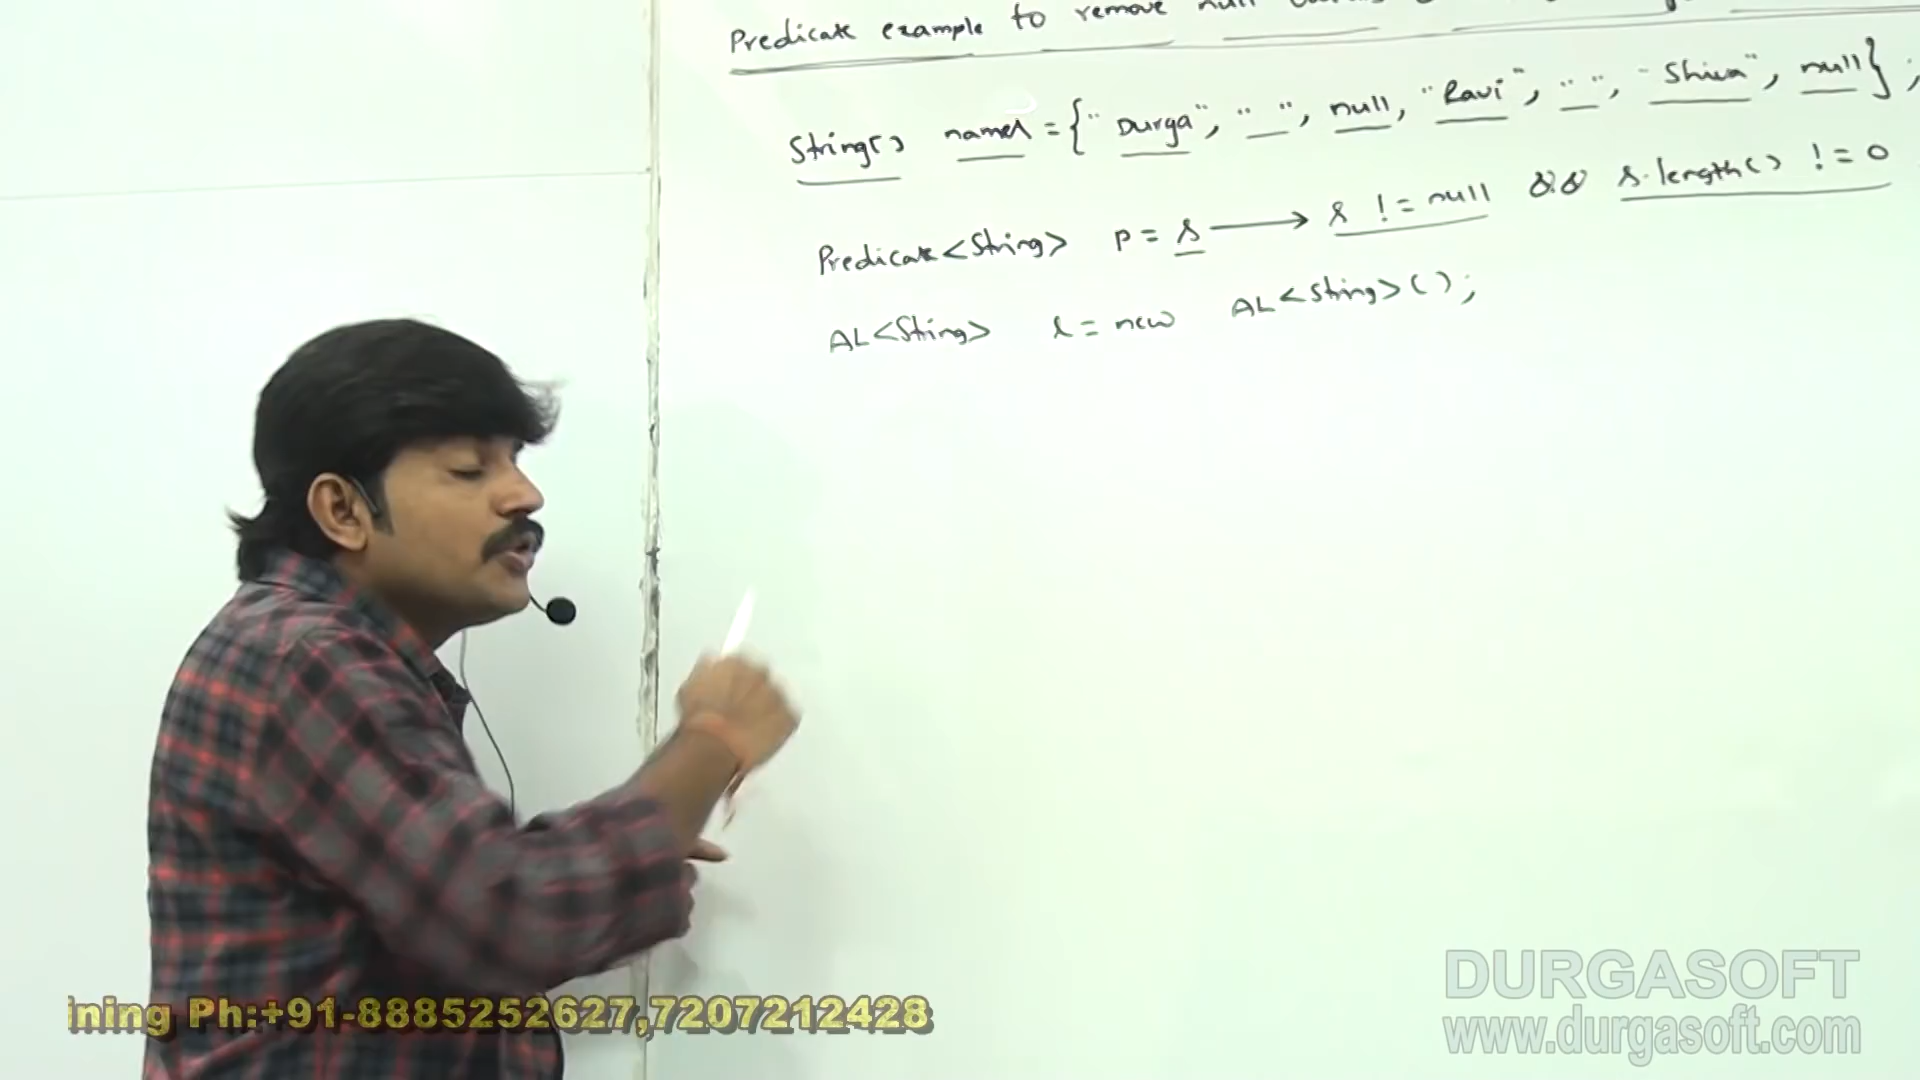 Predicate example to remove null
String[] names = {"Durga", " ", null, "Ravi", " ", "Shiva", null};
Predicate<String> p = s → s != null && s.length() != 0
AL<String> l = new AL<String>();
ining Ph:+91-8885252627,7207212428
DURGASOFT
www.durgasoft.com